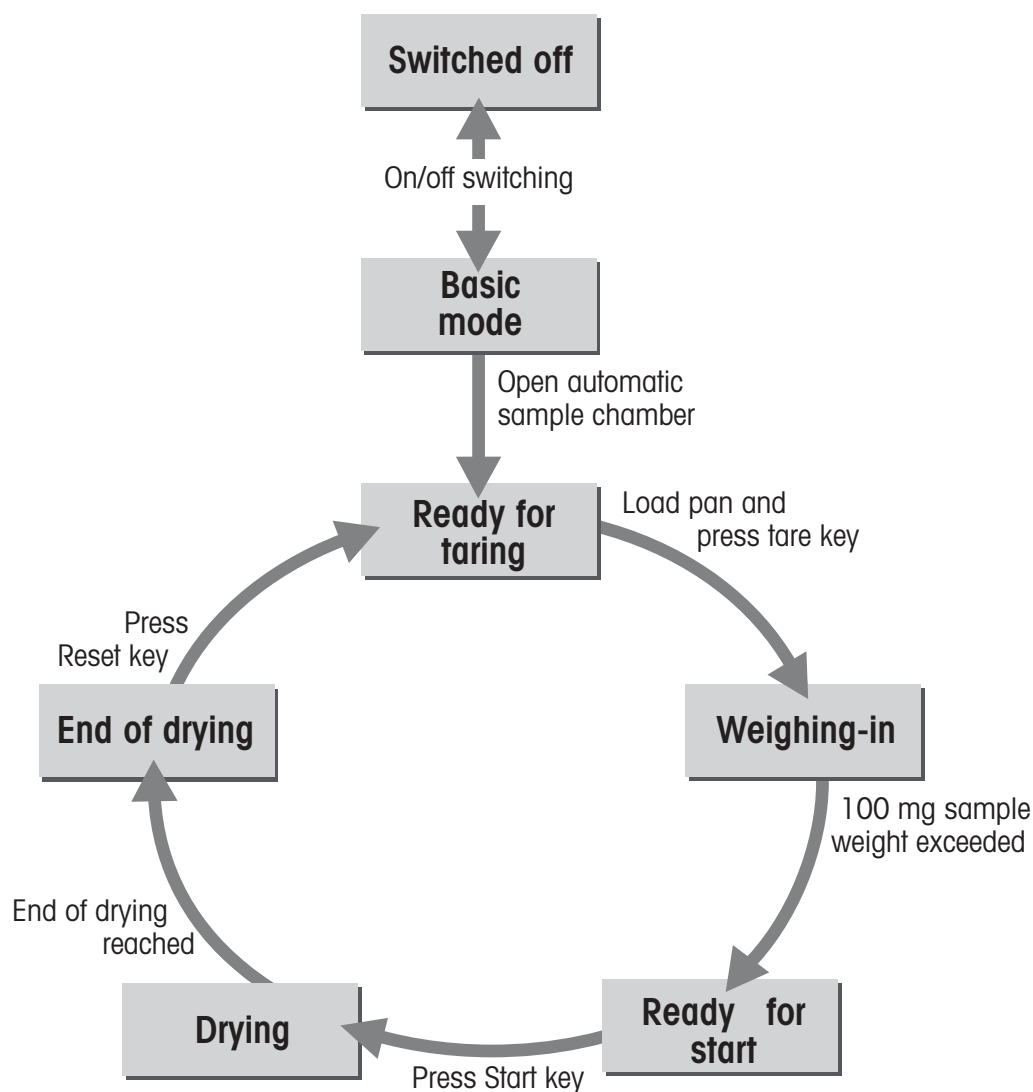 Switched off
On/off switching
Basic
mode
Open automatic
sample chamber
Ready for
taring
Load pan and
press tare key
Weighing-in
100 mg sample
weight exceeded
Ready for
start
Press Start key
Drying
End of drying
reached
End of drying
Press
Reset key